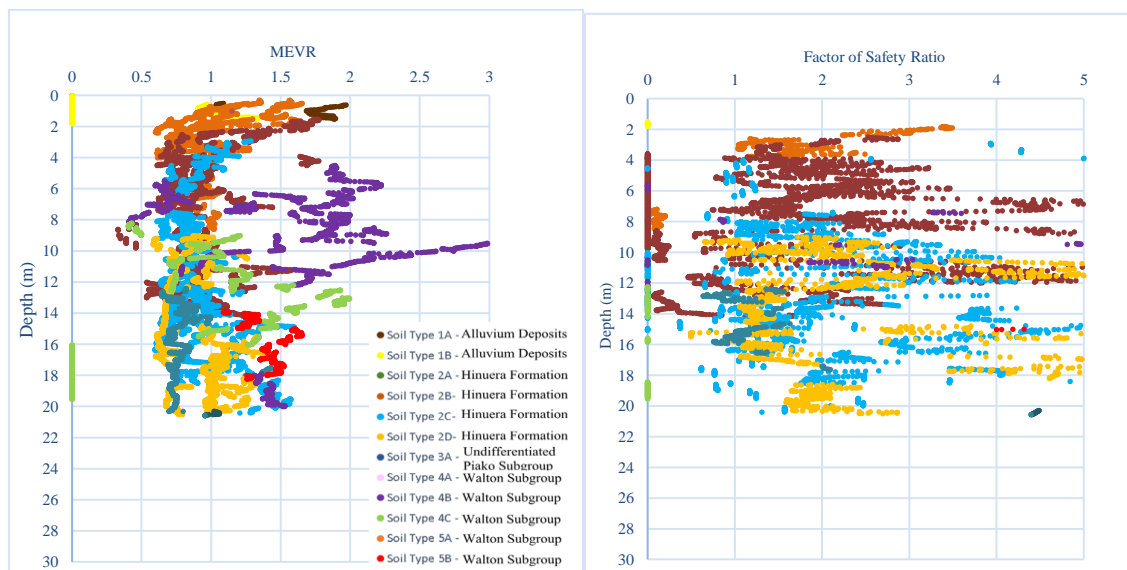 MEVR
0 0.5 1 1.5 2 2.5 3
0
2
4
6
8
10
12
14
16
18
20
22
24
26
28
30
Depth (m)
Soil Type 1A - Alluvium Deposits
Soil Type 1B - Alluvium Deposits
Soil Type 2A - Hinuera Formation
Soil Type 2B - Hinuera Formation
Soil Type 2C - Hinuera Formation
Soil Type 2D- Hinuera Formation
Soil Type 3A - Undifferentiated
Piako Subgroup
Soil Type 4A - Walton Subgroup
Soil Type 4B - Walton Subgroup
Soil Type 4C - Walton Subgroup
Soil Type 5A - Walton Subgroup
Soil Type 5B - Walton Subgroup
Factor of Safety Ratio
0 1 2 3 4 5
0
2
4
6
8
10
12
14
16
18
20
22
24
26
28
30
Depth (m)